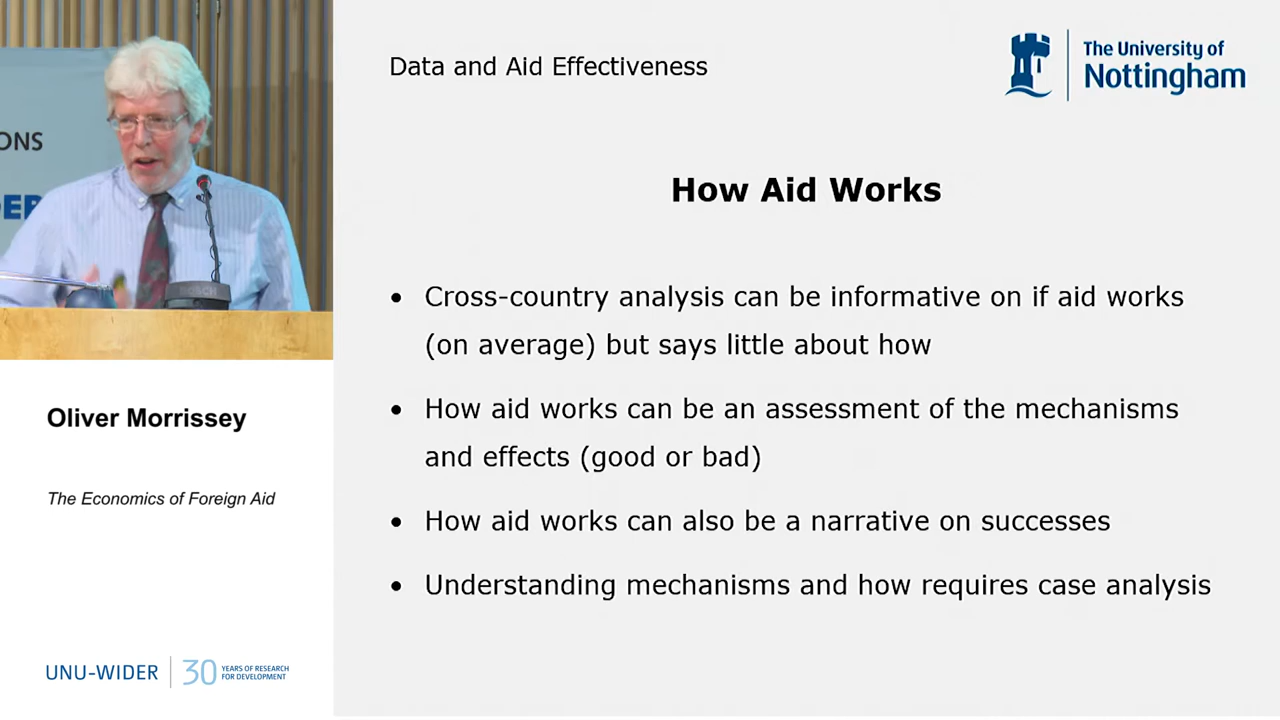 IONS
DER
BOSCH
Oliver Morrissey
The Economics of Foreign Aid
UNU-WIDER
30
YEARS OF RESEARCH
FOR DEVELOPMENT
Data and Aid Effectiveness
The University of
Nottingham
How Aid Works
• Cross-country analysis can be informative on if aid works
(on average) but says little about how
• How aid works can be an assessment of the mechanisms
and effects (good or bad)
• How aid works can also be a narrative on successes
• Understanding mechanisms and how requires case analysis